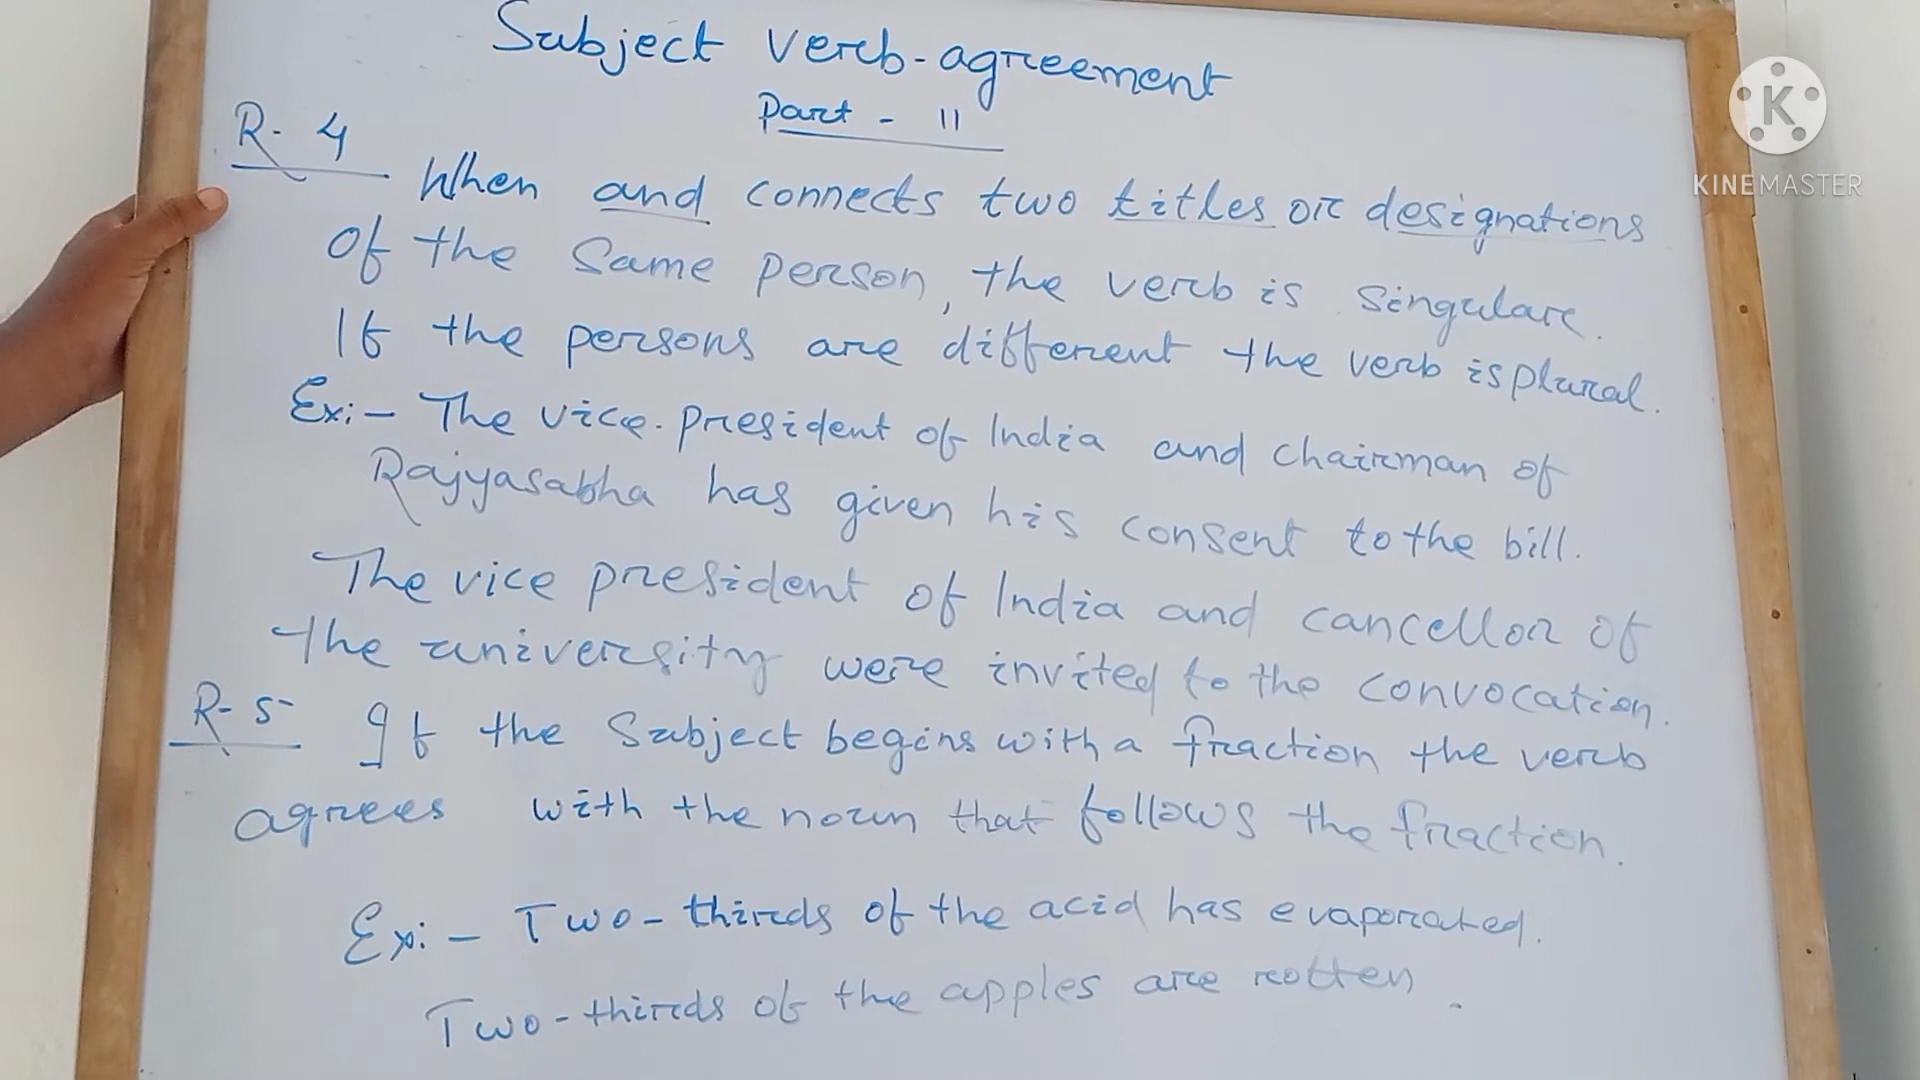 Subject verb-agreement
Part - II
R- 4
When and connects two titles or designations
of the same person, the verb is singular.
If the persons are different the verb is plural.
Ex:- The vice-president of India and chairman of
Rajyasabha has given his consent to the bill.
The vice president of India and cancellor of
the university were invited to the convocation.
R- 5
If the Subject begins with a fraction the verb
agrees with the noun that follows the fraction.
Ex:- Two-thirds of the acid has evaporated.
Two-thirds of the apples are rotten.
K
KINEMASTER